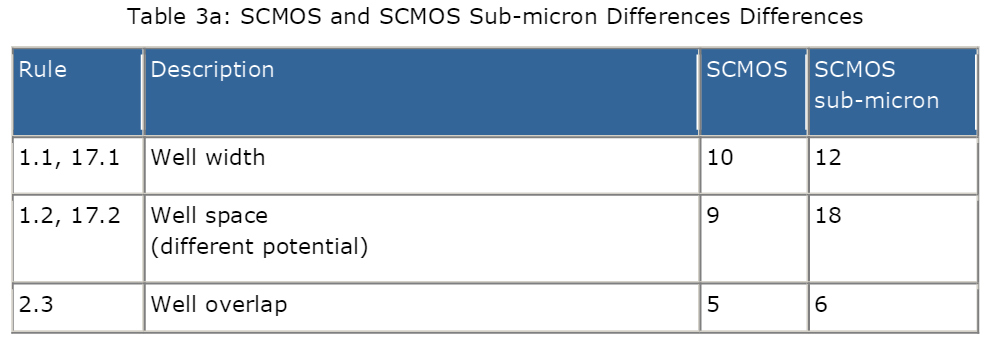 Table 3a: SCMOS and SCMOS Sub-micron Differences Differences
Rule Description SCMOS SCMOS
sub-micron
1.1, 17.1 Well width 10 12
1.2, 17.2 Well space 9 18
(different potential)
2.3 Well overlap 5 6